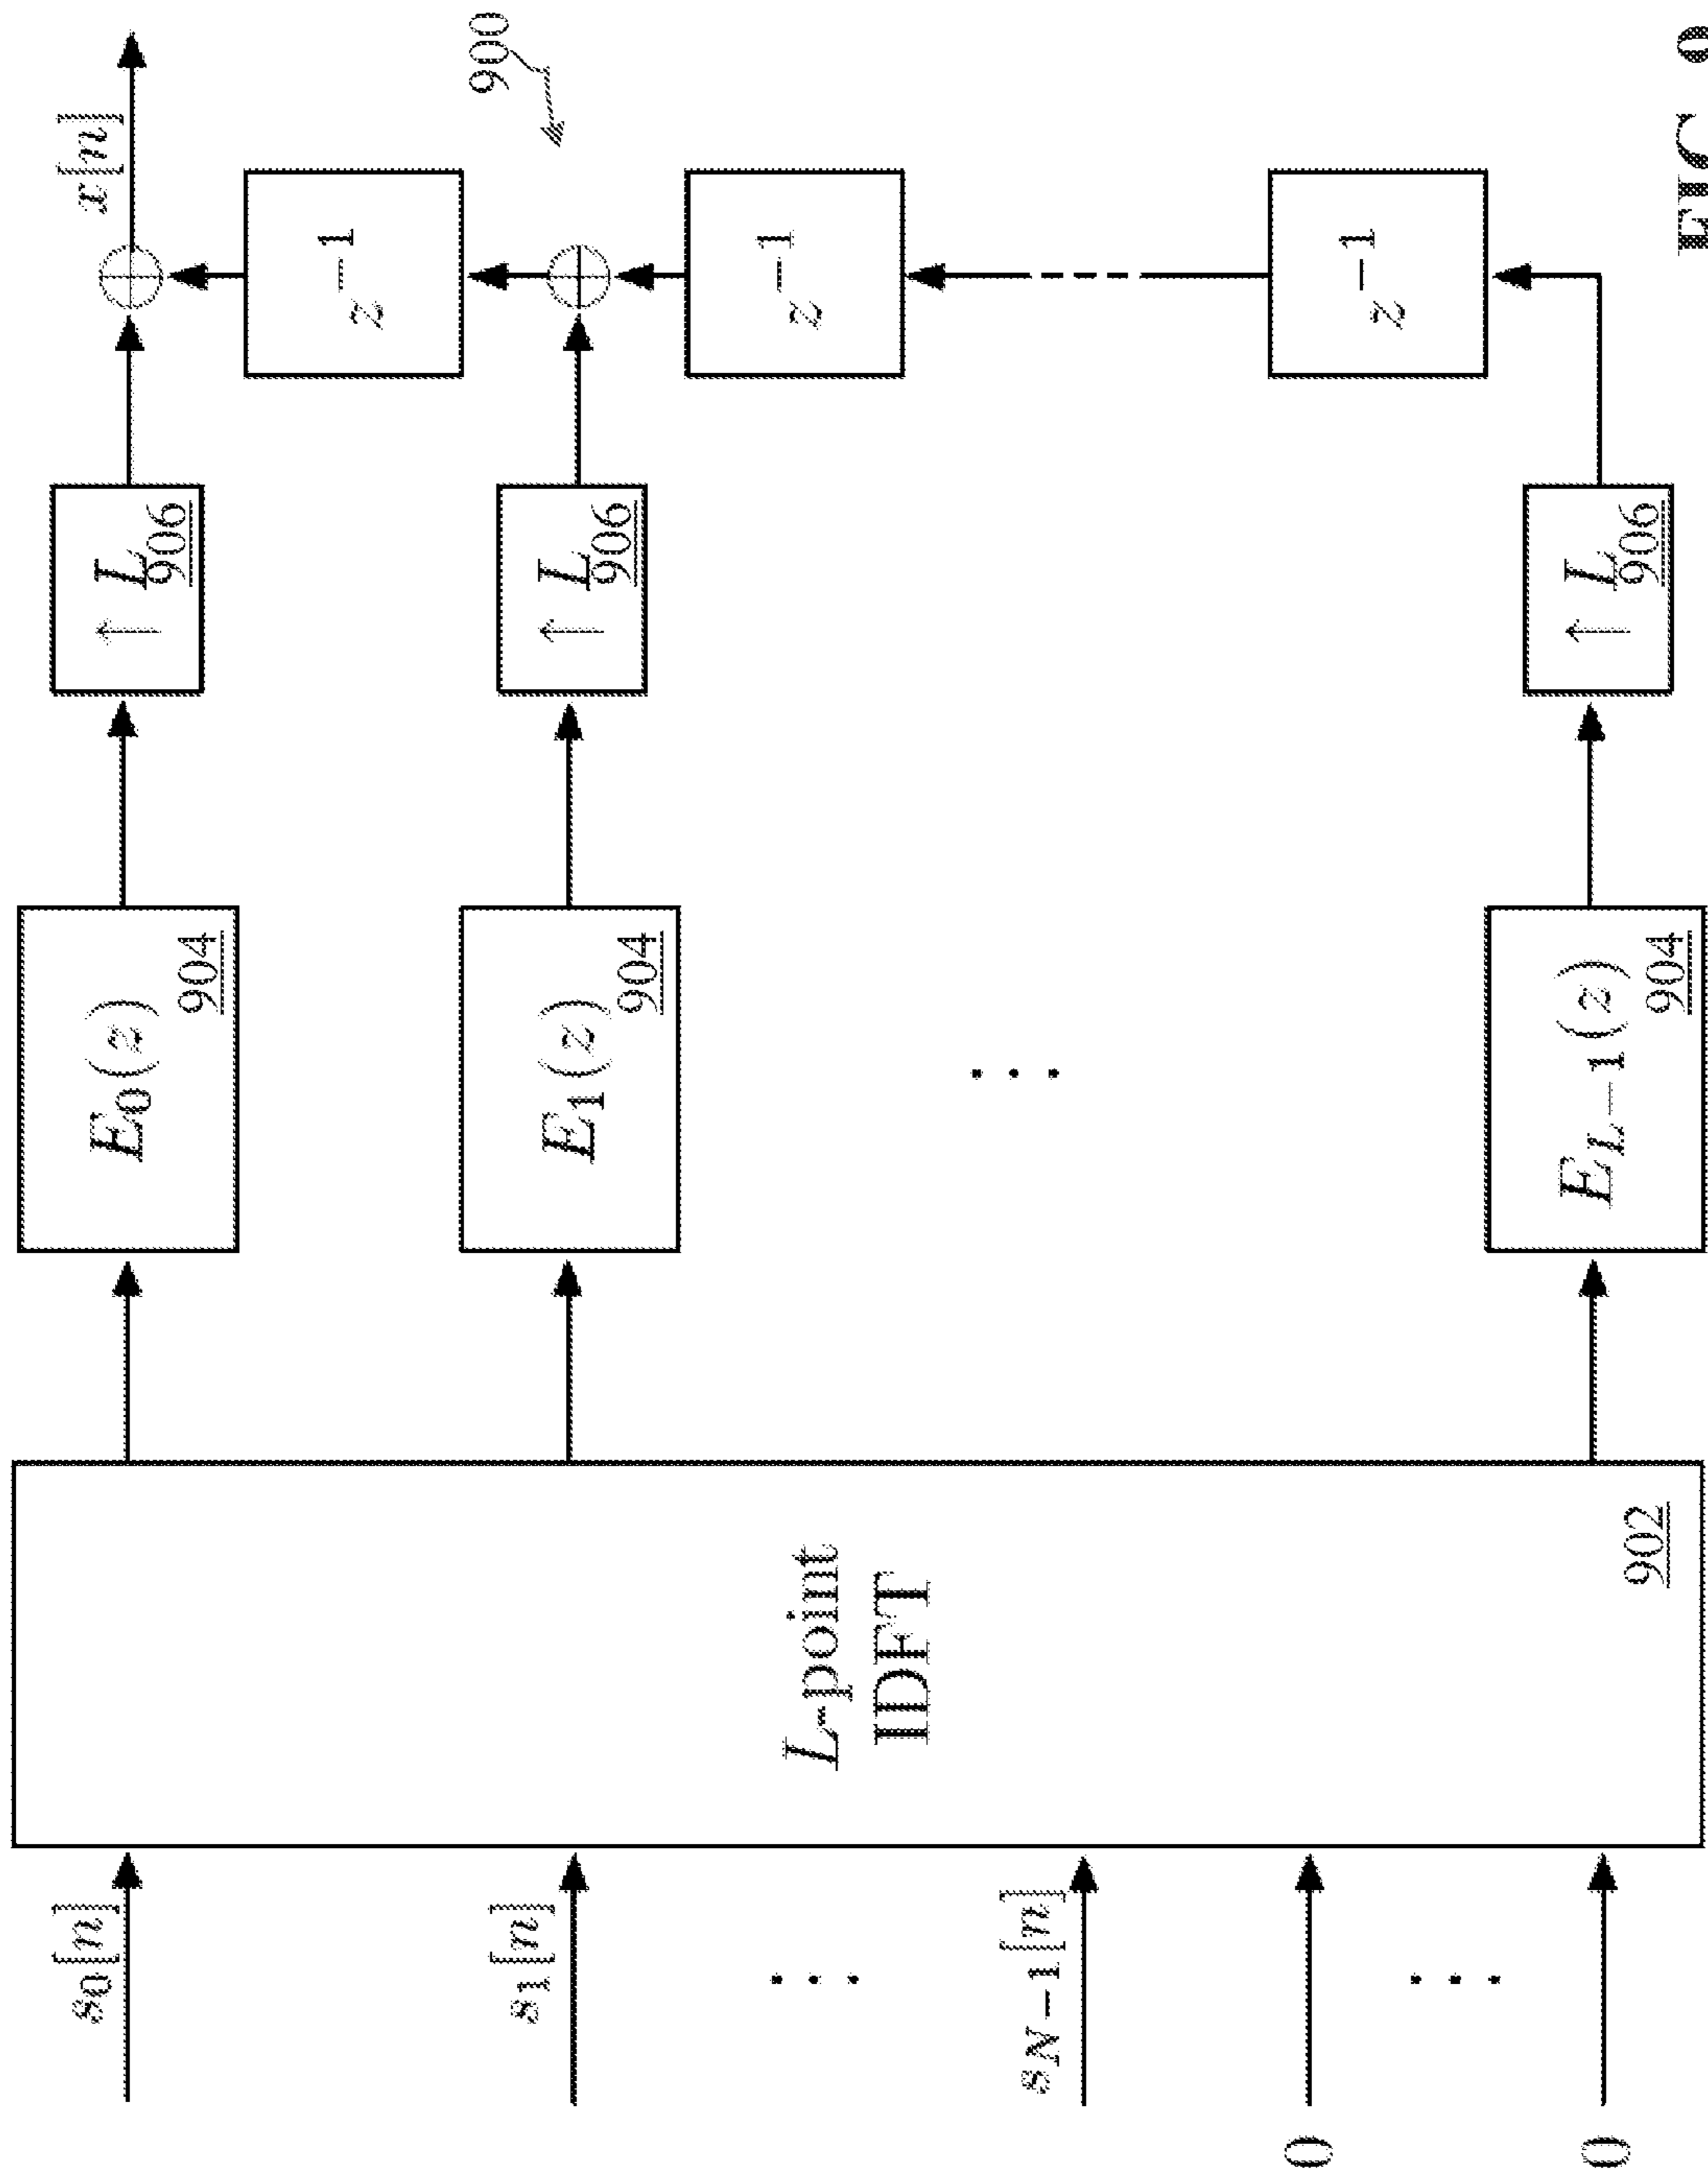 s_0[n]
s_1[n]
⋮
s_{N-1}[n]
0
⋮
0
L-point
IDFT
902
E_0(z)
904
E_1(z)
904
⋮
E_{L-1}(z)
904
↑ L
906
↑ L
906
↑ L
906
x[n]
z^{-1}
z^{-1}
z^{-1}
900